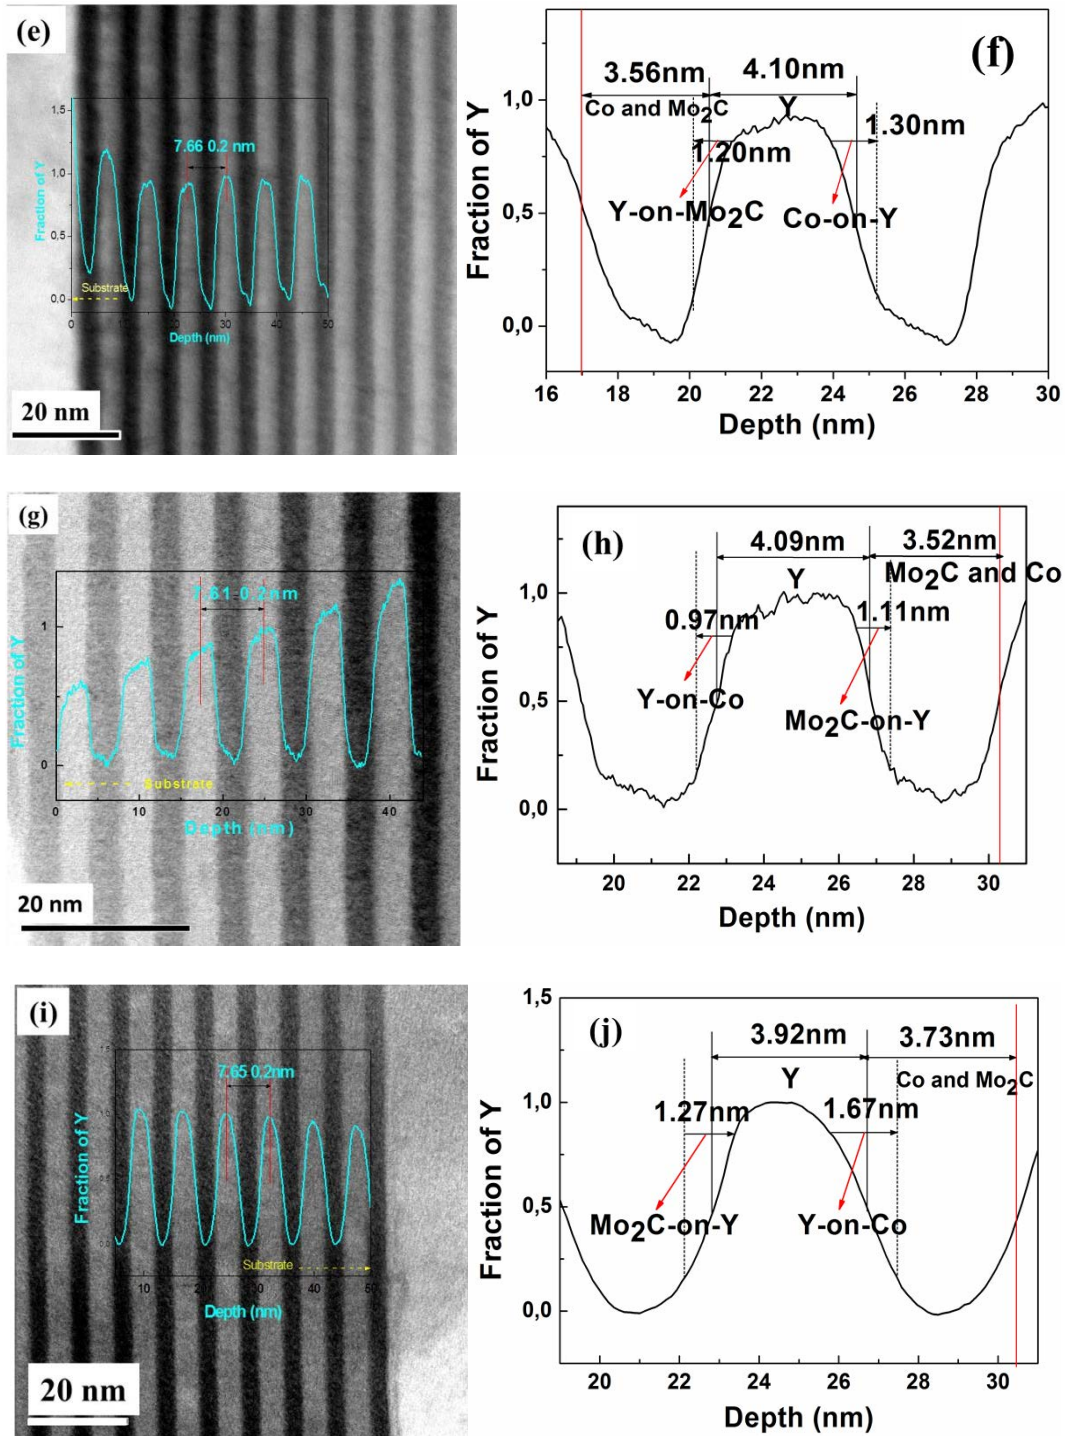 (e)
1.5
1.0
0.5
0.0
Fraction of Y
7.66 0.2 nm
Substrate
0
10
20
30
40
50
Depth (nm)
20 nm
(f)
3.56nm
4.10nm
Co and Mo2C
Y
1.30nm
1.20nm
Y-on-Mo2C
Co-on-Y
1,0
0,5
0,0
Fraction of Y
16
18
20
22
24
26
28
30
Depth (nm)
(g)
7.61 0.2nm
1
0
Fraction of Y
Substrate
0
10
20
30
40
Depth (nm)
20 nm
(h)
4.09nm
3.52nm
Y
Mo2C and Co
0.97nm
1.11nm
Y-on-Co
Mo2C-on-Y
1,0
0,5
0,0
Fraction of Y
20
22
24
26
28
30
Depth (nm)
(i)
7.65 0.2nm
Fraction of Y
Substrate
10
20
30
40
50
Depth (nm)
20 nm
(j)
1,5
3.92nm
3.73nm
Y
Co and Mo2C
1.27nm
1.67nm
Mo2C-on-Y
Y-on-Co
1,0
0,5
0,0
Fraction of Y
20
22
24
26
28
30
Depth (nm)